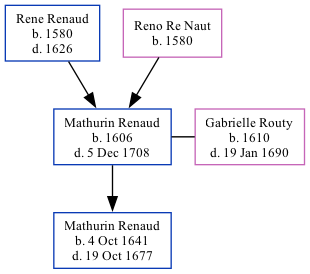 Rene Renaud
b. 1580
d. 1626
Reno Re Naut
b. 1580
Mathurin Renaud
b. 1606
d. 5 Dec 1708
Gabrielle Routy
b. 1610
d. 19 Jan 1690
Mathurin Renaud
b. 4 Oct 1641
d. 19 Oct 1677